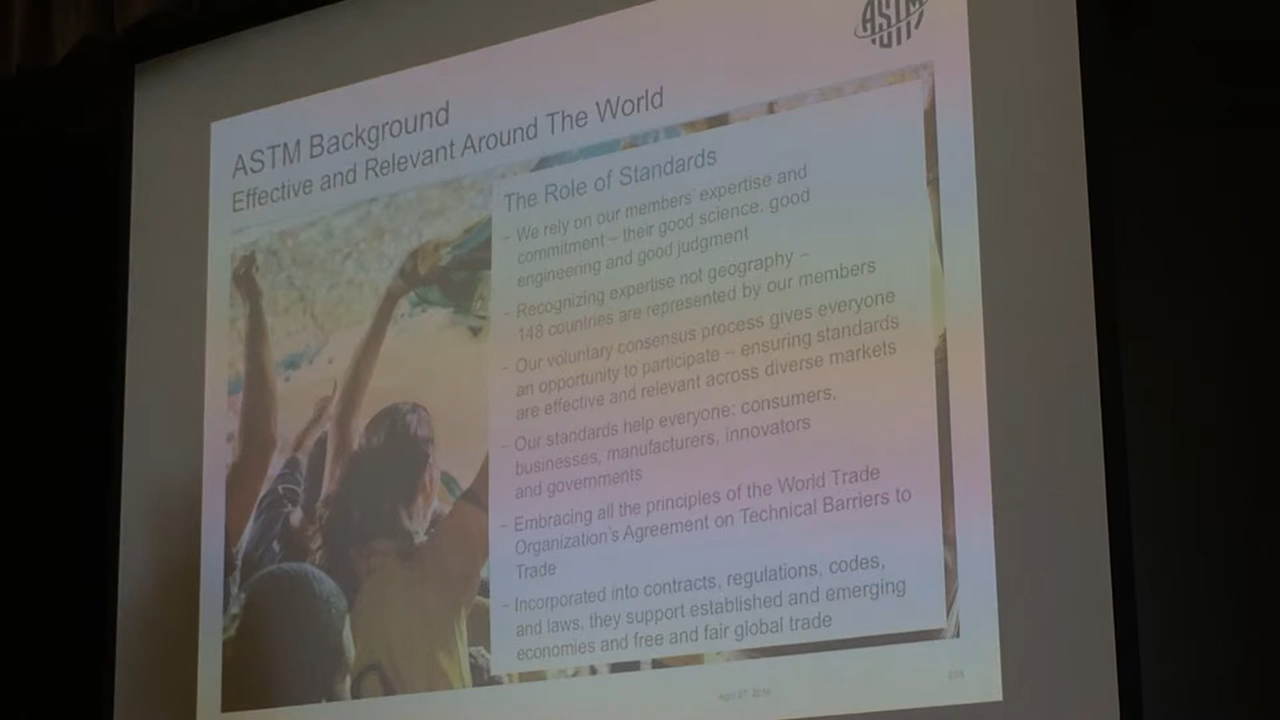 ASTM
ASTM Background
Effective and Relevant Around The World
The Role of Standards
– We rely on our members' expertise and
commitment – their good science, good
engineering and good judgment
– Recognizing expertise not geography –
148 countries are represented by our members
– Our voluntary consensus process gives everyone
an opportunity to participate – ensuring standards
are effective and relevant across diverse markets
– Our standards help everyone: consumers,
businesses, manufacturers, innovators
and governments
– Embracing all the principles of the World Trade
Organization's Agreement on Technical Barriers to
Trade
– Incorporated into contracts, regulations, codes,
and laws, they support established and emerging
economies and free and fair global trade